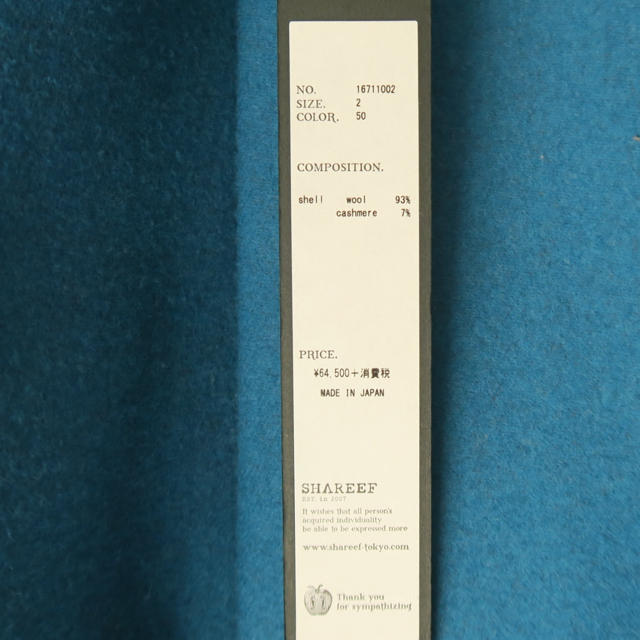 NO. 16711002
SIZE. 2
COLOR. 50
COMPOSITION.
shell wool 93%
cashmere 7%
PRICE.
¥64,500+消費税
MADE IN JAPAN
SHAREEF
EST. in 2007
It wishes that all person's
acquired individuality
be able to be expressed more
www.shareef-tokyo.com
Thank you
for sympathizing